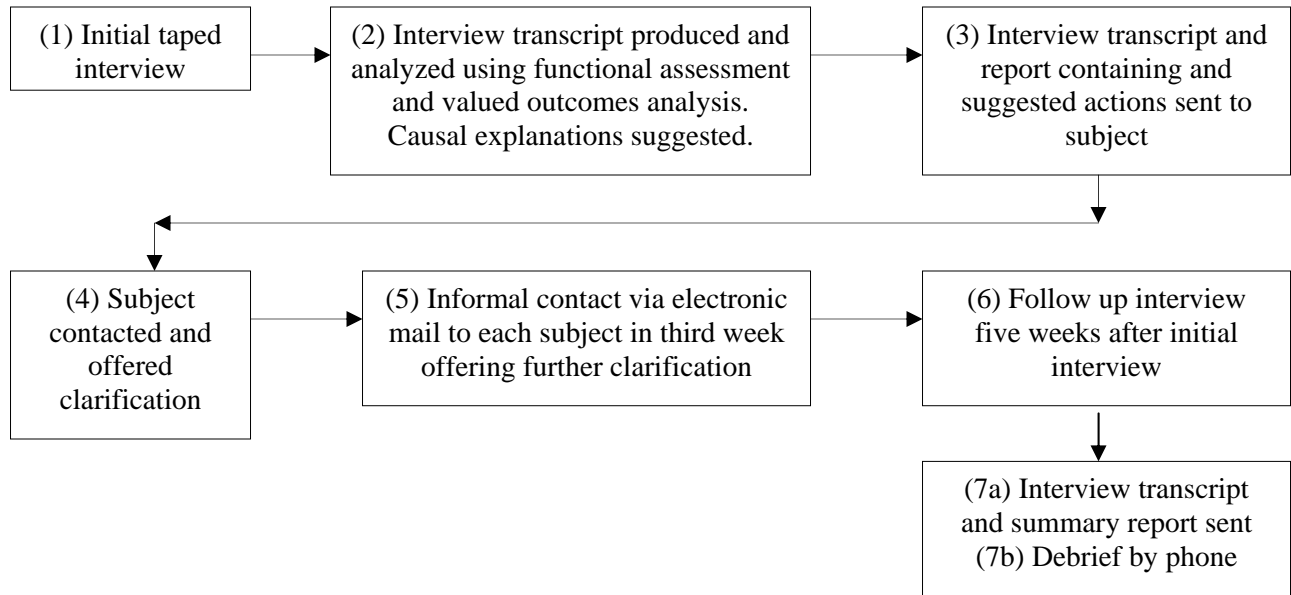 (1) Initial taped
interview
(2) Interview transcript produced and
analyzed using functional assessment
and valued outcomes analysis.
Causal explanations suggested.
(3) Interview transcript and
report containing and
suggested actions sent to
subject
(4) Subject
contacted and
offered
clarification
(5) Informal contact via electronic
mail to each subject in third week
offering further clarification
(6) Follow up interview
five weeks after initial
interview
(7a) Interview transcript
and summary report sent
(7b) Debrief by phone